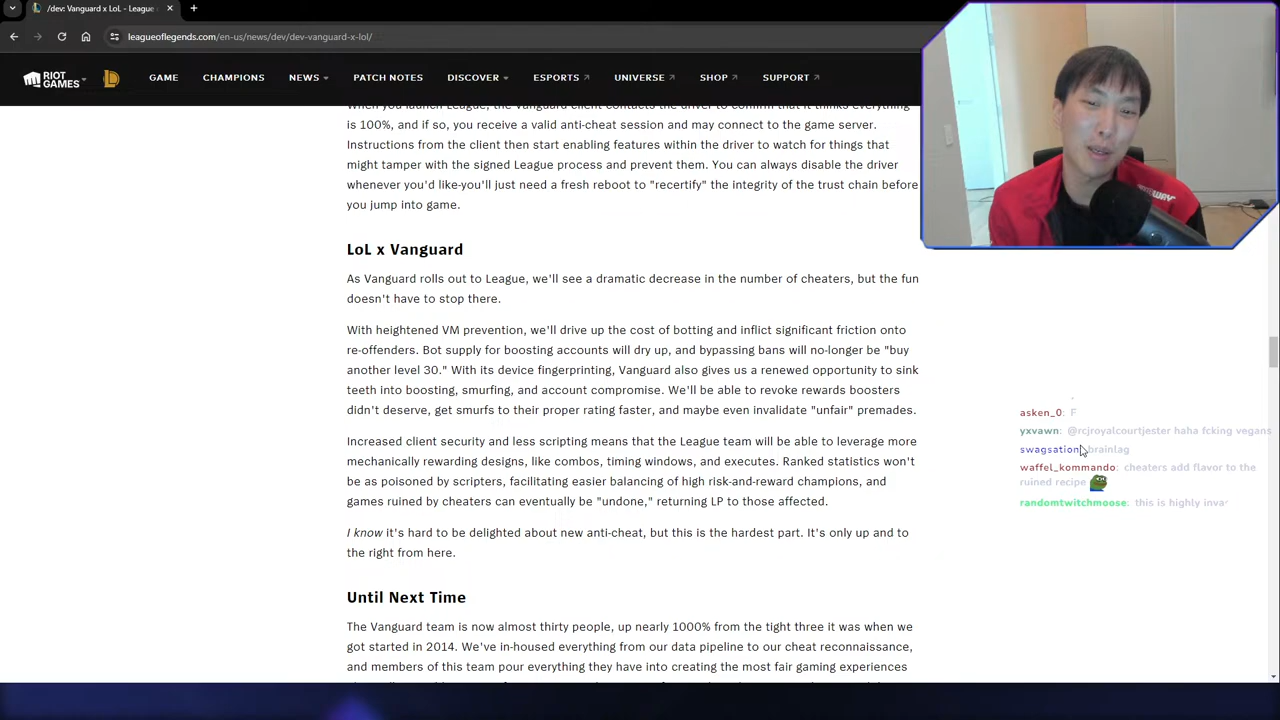 /dev: Vanguard x LoL - League
leagueoflegends.com/en-us/news/dev/dev-vanguard-x-lol/
RIOT GAMES GAME CHAMPIONS NEWS PATCH NOTES DISCOVER ESPORTS UNIVERSE SHOP SUPPORT
When you launch League, the Vanguard client contacts the driver to confirm that it thinks everything
is 100%, and if so, you receive a valid anti-cheat session and may connect to the game server.
Instructions from the client then start enabling features within the driver to watch for things that
might tamper with the signed League process and prevent them. You can always disable the driver
whenever you'd like-you'll just need a fresh reboot to "recertify" the integrity of the trust chain before
you jump into game.
LoL x Vanguard
As Vanguard rolls out to League, we'll see a dramatic decrease in the number of cheaters, but the fun
doesn't have to stop there.
With heightened VM prevention, we'll drive up the cost of botting and inflict significant friction onto
re-offenders. Bot supply for boosting accounts will dry up, and bypassing bans will no-longer be "buy
another level 30." With its device fingerprinting, Vanguard also gives us a renewed opportunity to sink
teeth into boosting, smurfing, and account compromise. We'll be able to revoke rewards boosters
didn't deserve, get smurfs to their proper rating faster, and maybe even invalidate "unfair" premades.
Increased client security and less scripting means that the League team will be able to leverage more
mechanically rewarding designs, like combos, timing windows, and executes. Ranked statistics won't
be as poisoned by scripters, facilitating easier balancing of high risk-and-reward champions, and
games ruined by cheaters can eventually be "undone," returning LP to those affected.
I know it's hard to be delighted about new anti-cheat, but this is the hardest part. It's only up and to
the right from here.
Until Next Time
The Vanguard team is now almost thirty people, up nearly 1000% from the tight three it was when we
got started in 2014. We've in-housed everything from our data pipeline to our cheat reconnaissance,
and members of this team pour everything they have into creating the most fair gaming experiences
asken_0: F
yxvawn: @rcjroyalcourtjester haha fcking vegans
swagsation: brainlag
waffel_kommando: cheaters add flavor to the
ruined recipe
randomtwitchmoose: this is highly